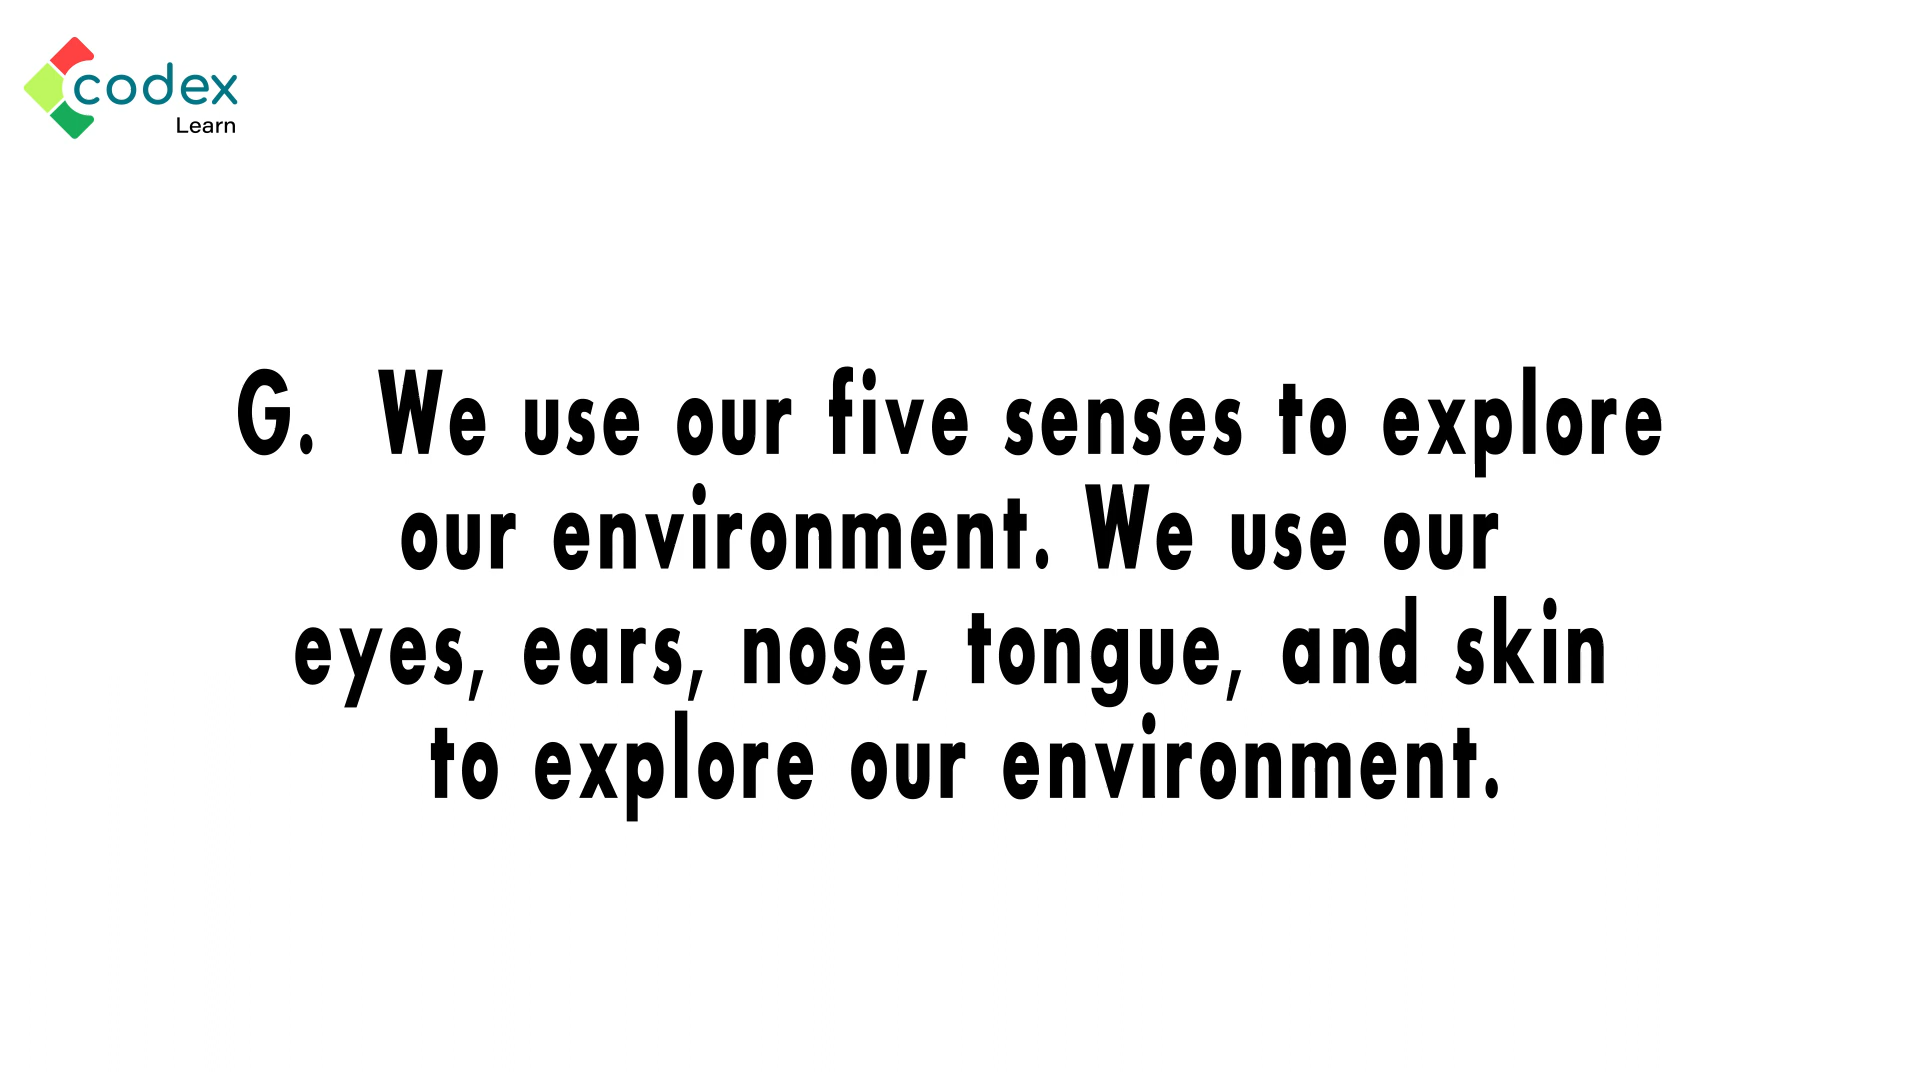 codex
Learn
G. We use our five senses to explore
our environment. We use our
eyes, ears, nose, tongue, and skin
to explore our environment.